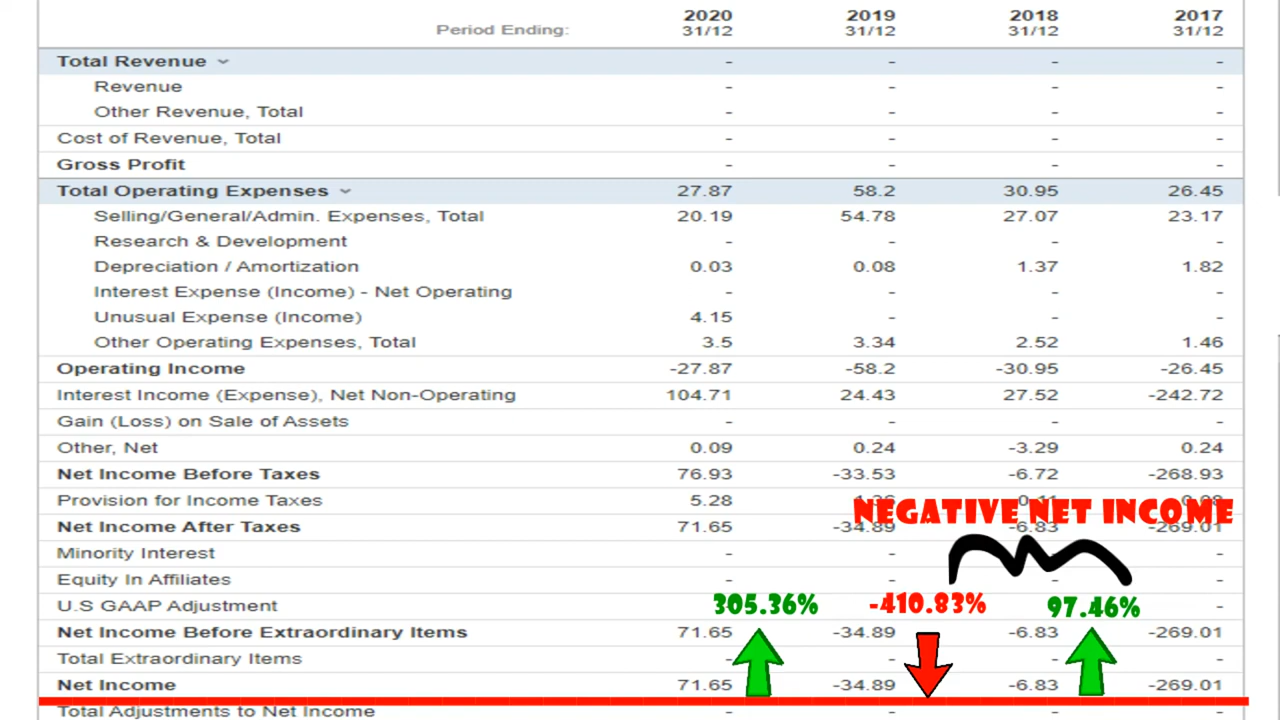 2020 2019 2018 2017
Period Ending: 31/12 31/12 31/12 31/12
Total Revenue - - - -
Revenue - - - -
Other Revenue, Total - - - -
Cost of Revenue, Total - - - -
Gross Profit - - - -
Total Operating Expenses 27.87 58.2 30.95 26.45
Selling/General/Admin. Expenses, Total 20.19 54.78 27.07 23.17
Research & Development - - - -
Depreciation / Amortization 0.03 0.08 1.37 1.82
Interest Expense (Income) - Net Operating - - - -
Unusual Expense (Income) 4.15 - - -
Other Operating Expenses, Total 3.5 3.34 2.52 1.46
Operating Income -27.87 -58.2 -30.95 -26.45
Interest Income (Expense), Net Non-Operating 104.71 24.43 27.52 -242.72
Gain (Loss) on Sale of Assets - - - -
Other, Net 0.09 0.24 -3.29 0.24
Net Income Before Taxes 76.93 -33.53 -6.72 -268.93
Provision for Income Taxes 5.28
NEGATIVE NET INCOME
Net Income After Taxes 71.65 -34.89 -6.83 -269.01
Minority Interest - - - -
Equity In Affiliates - - - -
305.36% -410.83% 97.46%
U.S GAAP Adjustment -
Net Income Before Extraordinary Items 71.65 -34.89 -6.83 -269.01
Total Extraordinary Items - - - -
Net Income 71.65 -34.89 -6.83 -269.01
Total Adjustments to Net Income - - - -